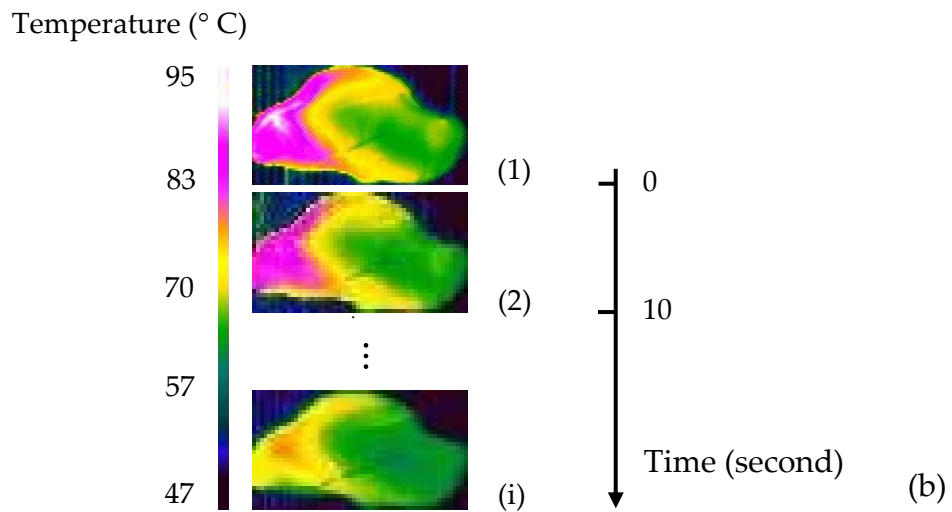 Temperature (° C)
95
83
70
57
47
(1)
(2)
(i)
0
10
Time (second)
(b)